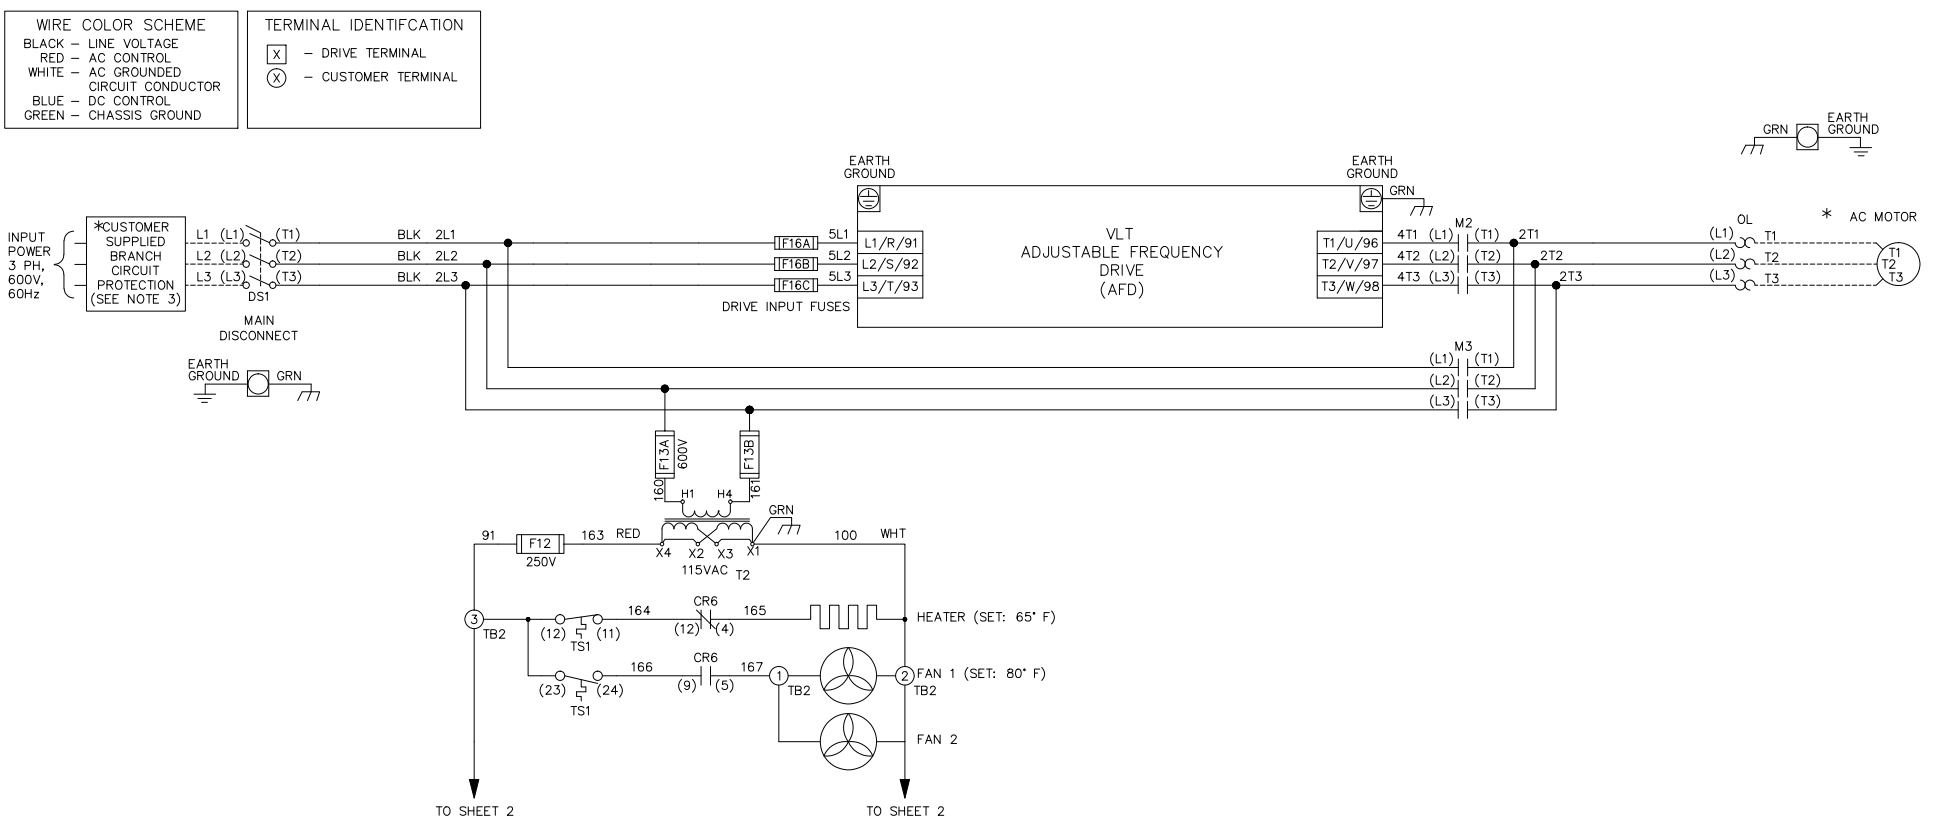 WIRE COLOR SCHEME
BLACK – LINE VOLTAGE
RED – AC CONTROL
WHITE – AC GROUNDED
CIRCUIT CONDUCTOR
BLUE – DC CONTROL
GREEN – CHASSIS GROUND
TERMINAL IDENTIFCATION
X – DRIVE TERMINAL
X – CUSTOMER TERMINAL
GRN
EARTH
GROUND
INPUT
POWER
3 PH,
600V,
60Hz
*CUSTOMER
SUPPLIED
BRANCH
CIRCUIT
PROTECTION
(SEE NOTE 3)
L1 (L1) (T1) BLK 2L1
L2 (L2) (T2) BLK 2L2
L3 (L3) (T3) BLK 2L3
DS1
MAIN
DISCONNECT
EARTH
GROUND
GRN
F16A 5L1
F16B 5L2
F16C 5L3
DRIVE INPUT FUSES
EARTH
GROUND
L1/R/91
L2/S/92
L3/T/93
VLT
ADJUSTABLE FREQUENCY
DRIVE
(AFD)
EARTH
GROUND
GRN
T1/U/96
T2/V/97
T3/W/98
M2
4T1 (L1) (T1) 2T1
4T2 (L2) (T2) 2T2
4T3 (L3) (T3) 2T3
OL
(L1) T1
(L2) T2
(L3) T3
* AC MOTOR
T1
T2
T3
M3
(L1) (T1)
(L2) (T2)
(L3) (T3)
F13A
600V
F13B
160
161
H1 H4
GRN
91 F12 163 RED
250V
X4 X2 X3 X1
115VAC T2
100 WHT
3
TB2
(12) (11)
TS1
164
CR6
(12) (4)
165
HEATER (SET: 65° F)
(23) (24)
TS1
166
CR6
(9) (5)
167
1
TB2
2
TB2
FAN 1 (SET: 80° F)
FAN 2
TO SHEET 2
TO SHEET 2